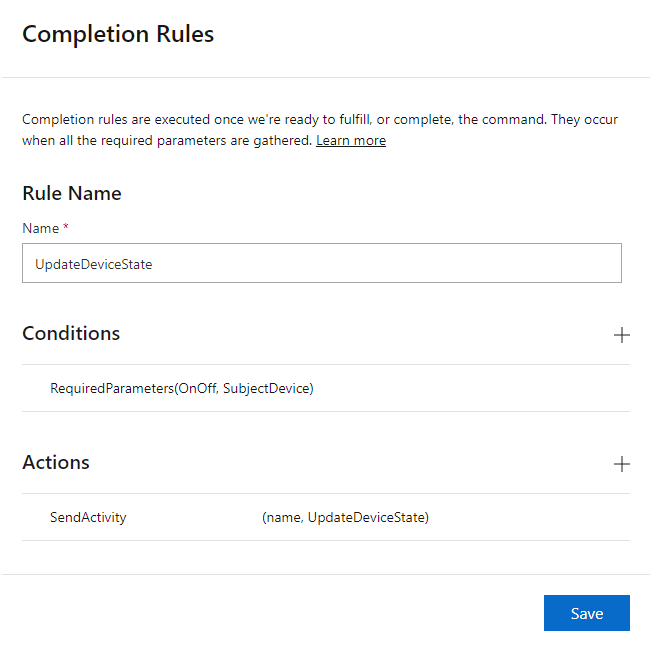 Completion Rules
Completion rules are executed once we're ready to fulfill, or complete, the command. They occur
when all the required parameters are gathered. Learn more
Rule Name
Name *
UpdateDeviceState
Conditions
RequiredParameters(OnOff, SubjectDevice)
Actions
SendActivity (name, UpdateDeviceState)
Save